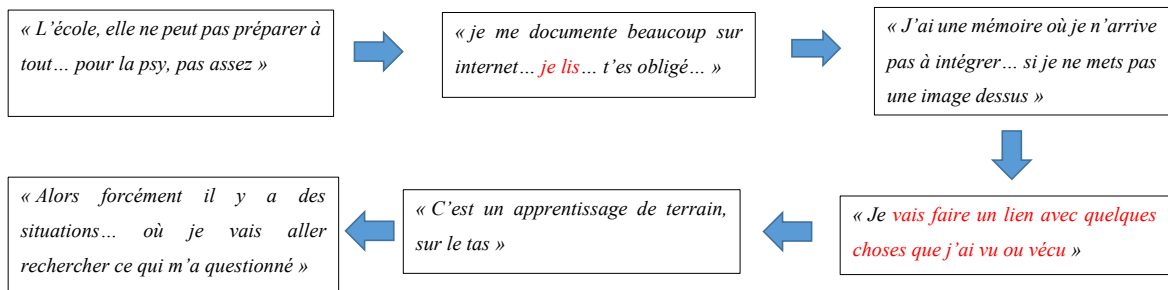 « L’école, elle ne peut pas préparer à
tout… pour la psy, pas assez »
« je me documente beaucoup sur
internet… je lis… t’es obligé… »
« J’ai une mémoire où je n’arrive
pas à intégrer… si je ne mets pas
une image dessus »
« Je vais faire un lien avec quelques
choses que j’ai vu ou vécu »
« C’est un apprentissage de terrain,
sur le tas »
« Alors forcément il y a des
situations… où je vais aller
rechercher ce qui m’a questionné »